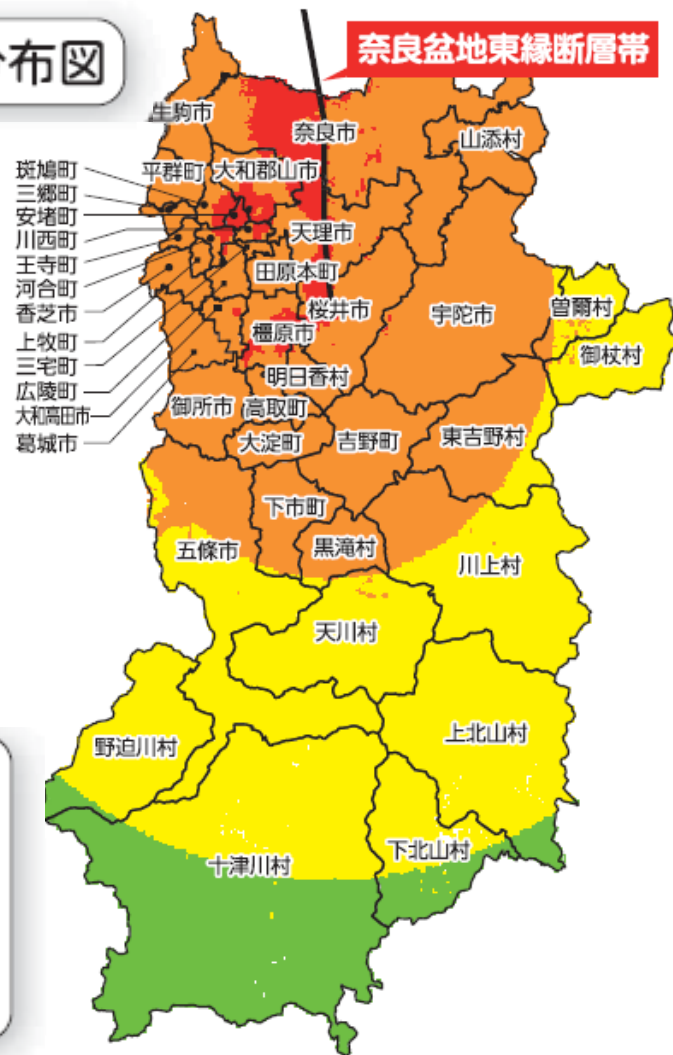 布図
奈良盆地東縁断層帯
生駒市
奈良市
山添村
平群町
大和郡山市
斑鳩町
三郷町
安堵町
川西町
王寺町
河合町
香芝市
上牧町
三宅町
広陵町
大和高田市
葛城市
天理市
田原本町
桜井市
宇陀市
曽爾村
御杖村
橿原市
明日香村
御所市
高取町
大淀町
吉野町
東吉野村
下市町
黒滝村
五條市
川上村
天川村
野迫川村
上北山村
十津川村
下北山村